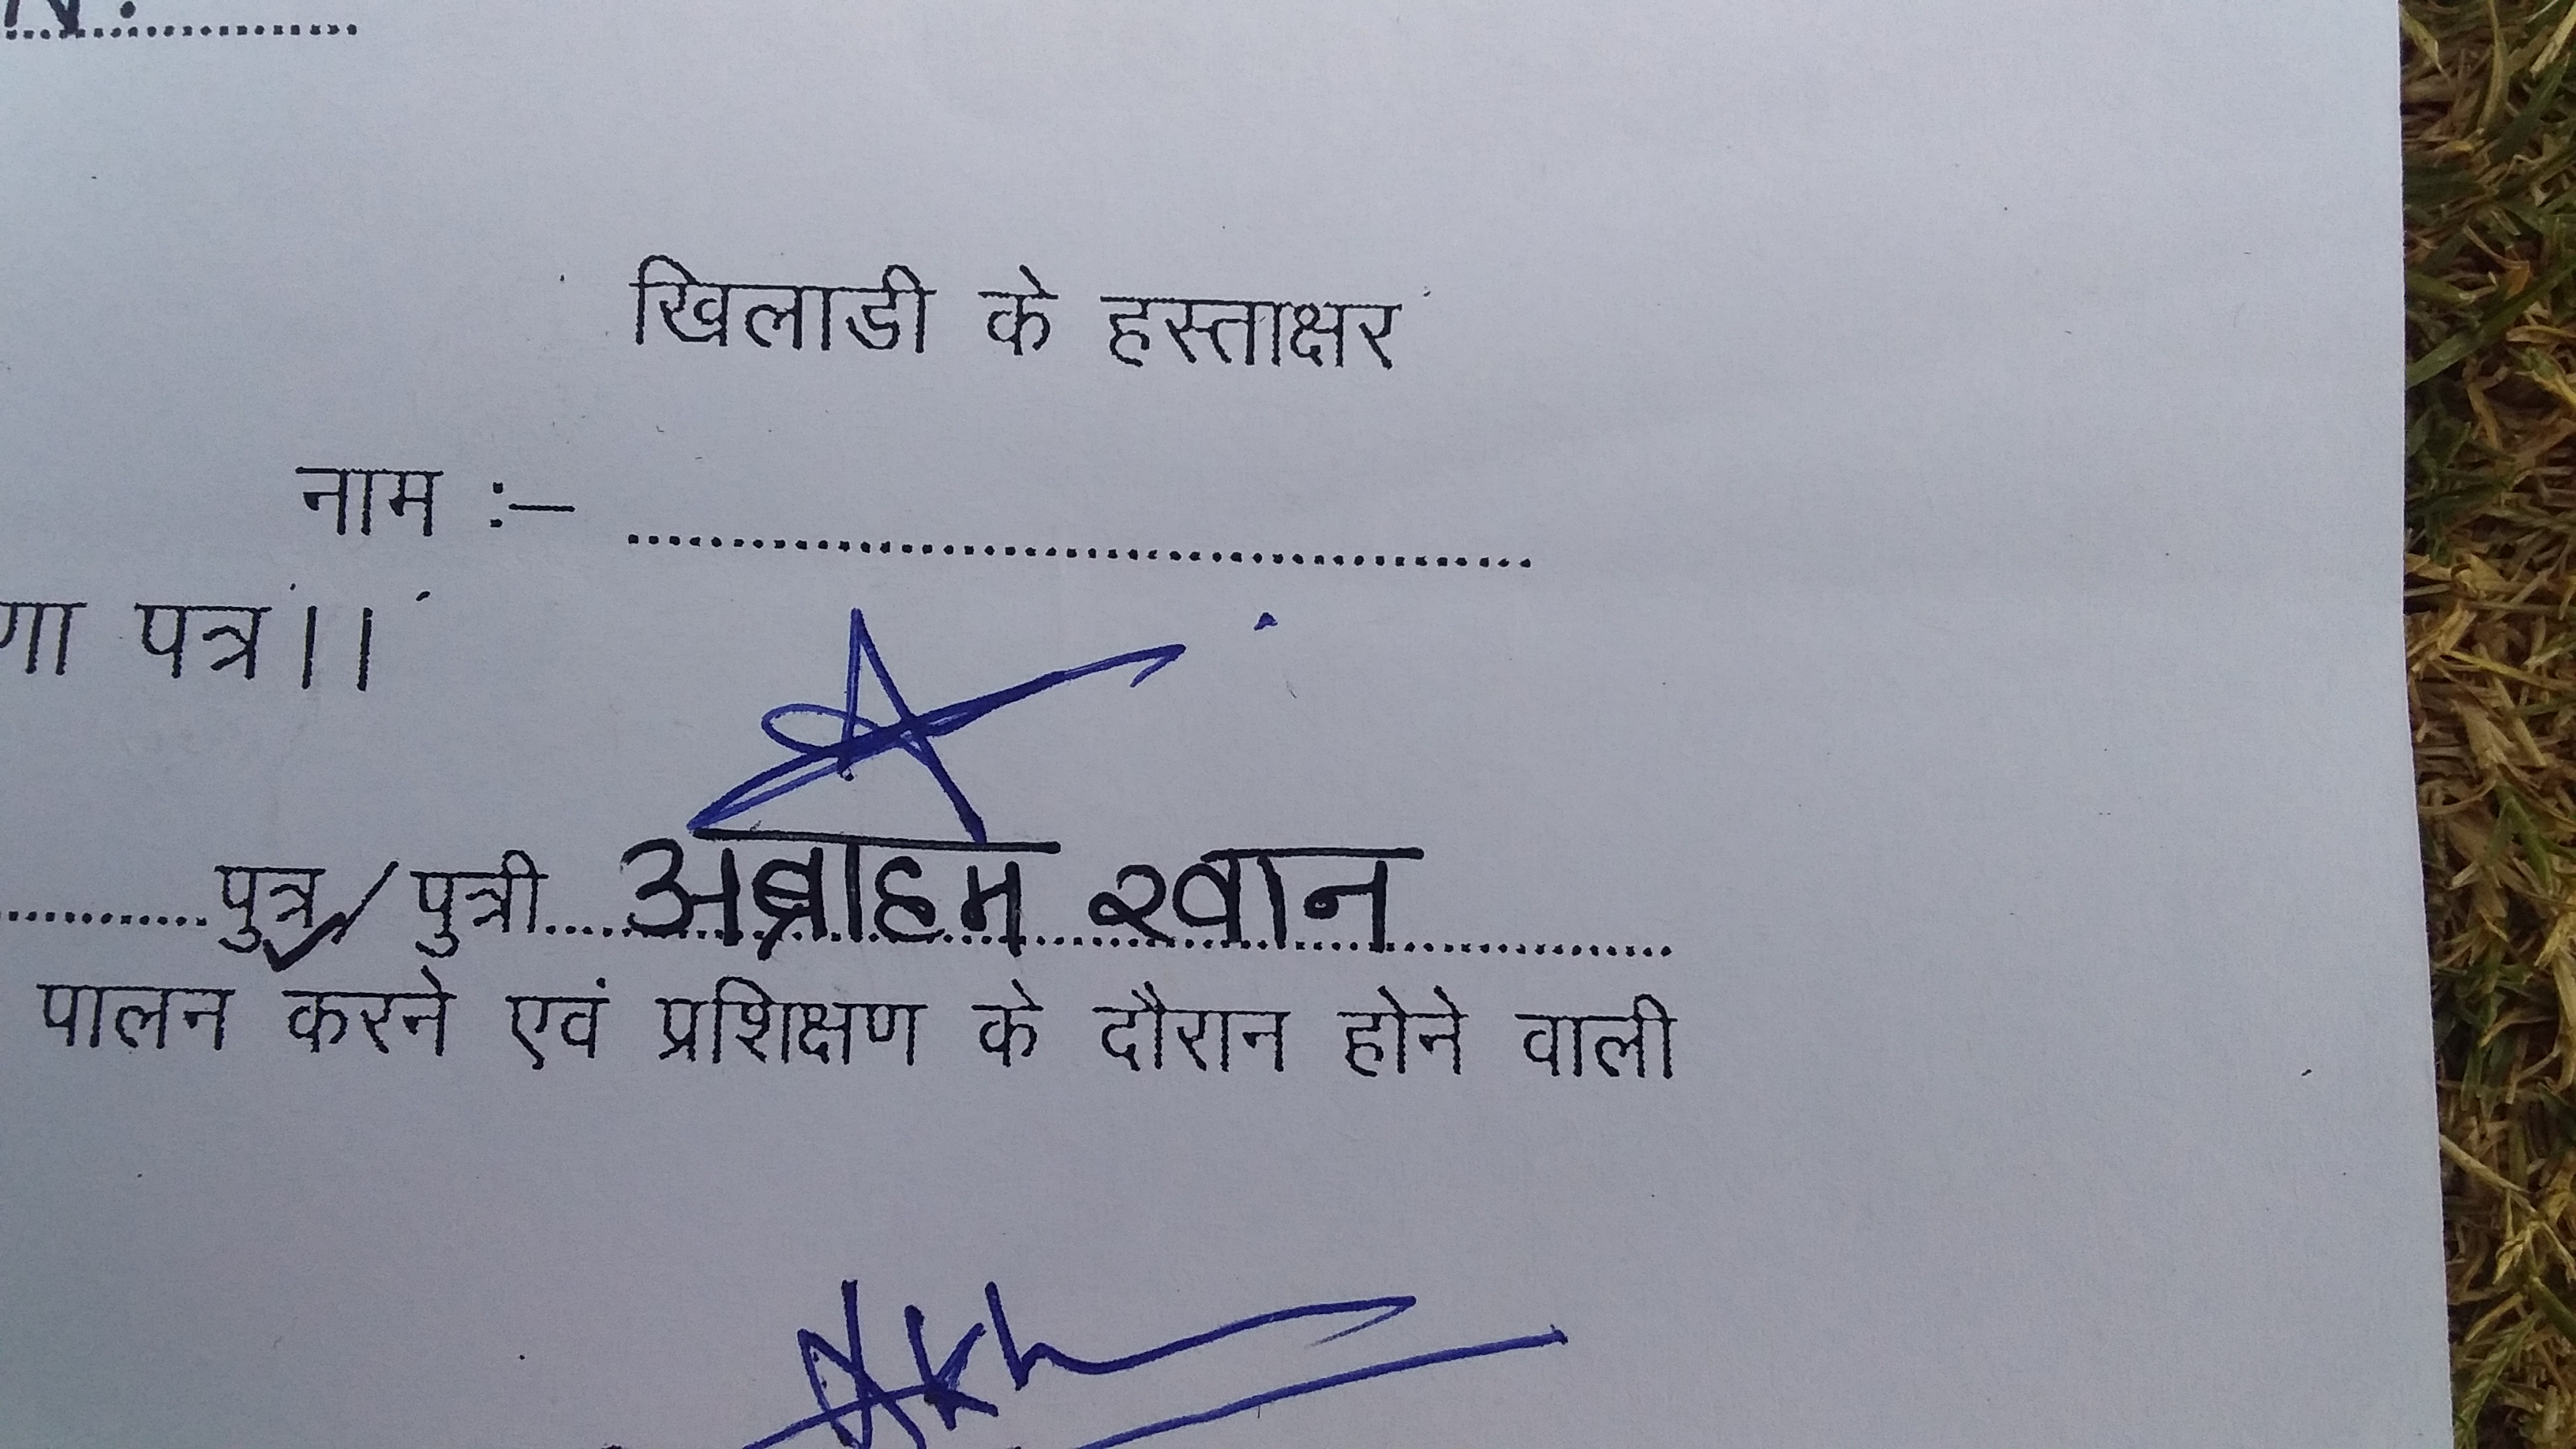 खिलाडी के हस्ताक्षर
नाम :– ....................................................
णा पत्र।।
............पुत्र / पुत्री.....अब्राहम खान................
पालन करने एवं प्रशिक्षण के दौरान होने वाली